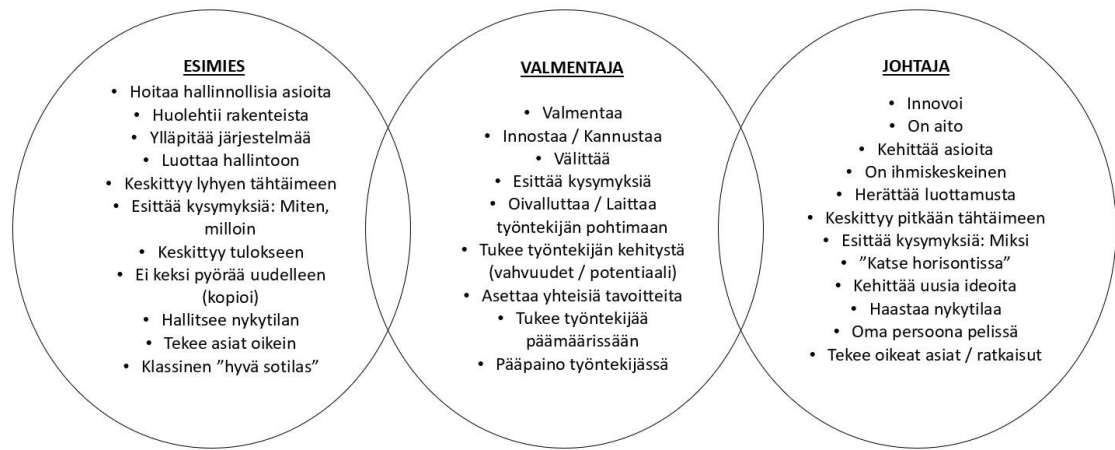 ESIMIES
• Hoitaa hallinnollisia asioita
• Huolehtii rakenteista
• Ylläpitää järjestelmää
• Luottaa hallintoon
• Keskittyy lyhyen tähtäimeen
• Esittää kysymyksiä: Miten,
milloin
• Keskittyy tulokseen
• Ei keksi pyörää uudelleen
(kopioi)
• Hallitsee nykytilan
• Tekee asiat oikein
• Klassinen ”hyvä sotilas”
VALMENTAJA
• Valmentaa
• Innostaa / Kannustaa
• Välittää
• Esittää kysymyksiä
• Oivalluttaa / Laittaa
työntekijän pohtimaan
• Tukee työntekijän kehitystä
(vahvuudet / potentiaali)
• Asettaa yhteisiä tavoitteita
• Tukee työntekijää
päämäärissään
• Pääpaino työntekijässä
JOHTAJA
• Innovoi
• On aito
• Kehittää asioita
• On ihmiskeskeinen
• Herättää luottamusta
• Keskittyy pitkään tähtäimeen
• Esittää kysymyksiä: Miksi
• ”Katse horisontissa”
• Kehittää uusia ideoita
• Haastaa nykytilaa
• Oma persoona pelissä
• Tekee oikeat asiat / ratkaisut